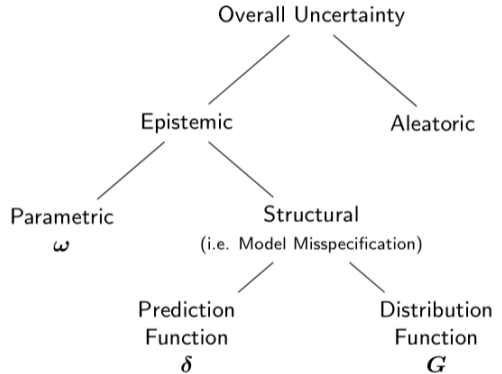 Overall Uncertainty
Epistemic
Aleatoric
Parametric
ω
Structural
(i.e. Model Misspecification)
Prediction
Function
δ
Distribution
Function
G